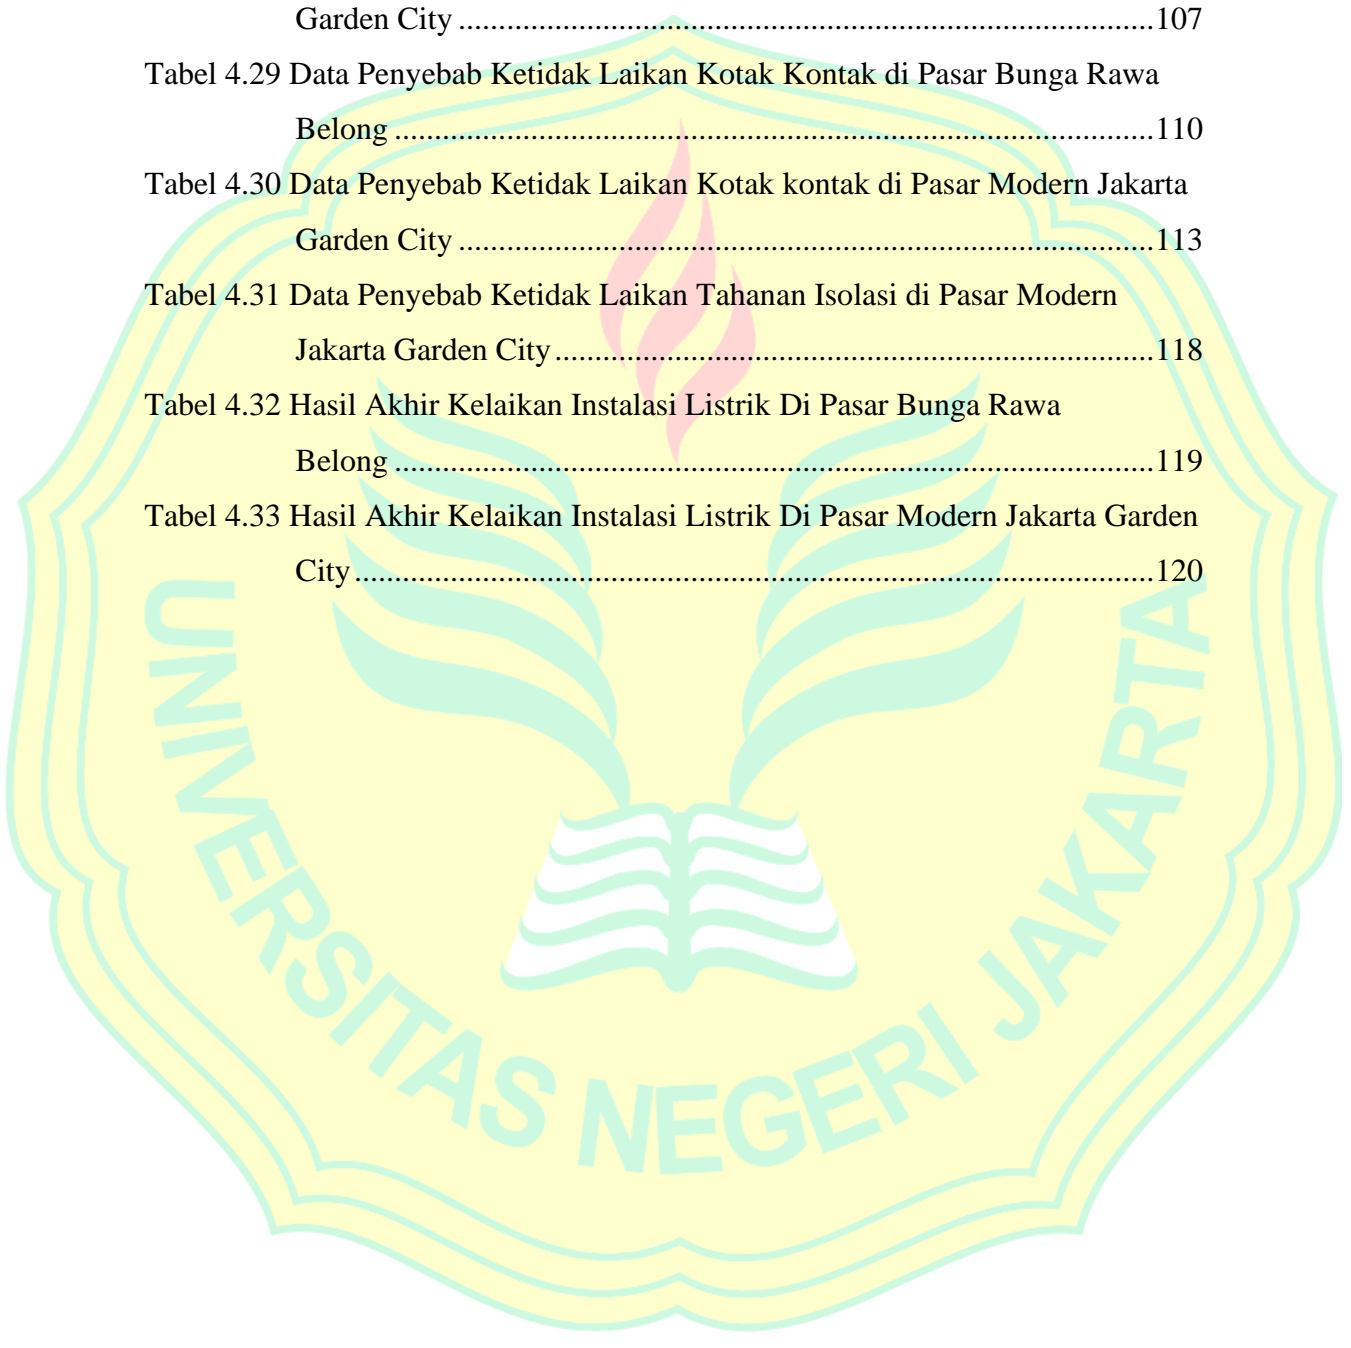 Garden City ........................................................................................107
Tabel 4.29 Data Penyebab Ketidak Laikan Kotak Kontak di Pasar Bunga Rawa
Belong ................................................................................................110
Tabel 4.30 Data Penyebab Ketidak Laikan Kotak kontak di Pasar Modern Jakarta
Garden City ........................................................................................113
Tabel 4.31 Data Penyebab Ketidak Laikan Tahanan Isolasi di Pasar Modern
Jakarta Garden City ............................................................................118
Tabel 4.32 Hasil Akhir Kelaikan Instalasi Listrik Di Pasar Bunga Rawa
Belong ................................................................................................119
Tabel 4.33 Hasil Akhir Kelaikan Instalasi Listrik Di Pasar Modern Jakarta Garden
City .....................................................................................................120
UNIVERSITAS NEGERI JAKARTA